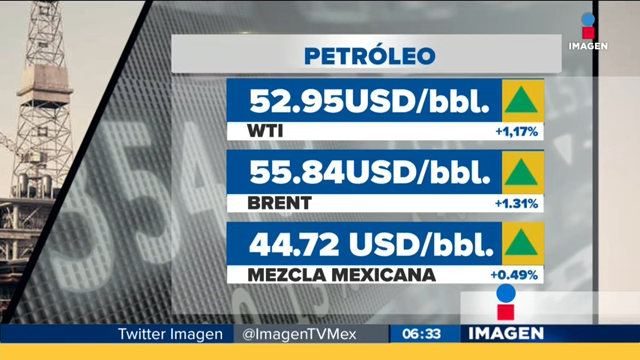 IMAGEN
PETRÓLEO
52.95USD/bbl.
WTI
+1,17%
55.84USD/bbl.
BRENT
+1.31%
44.72 USD/bbl.
MEZCLA MEXICANA
+0.49%
Twitter Imagen @ImagenTVMex 06:33 IMAGEN